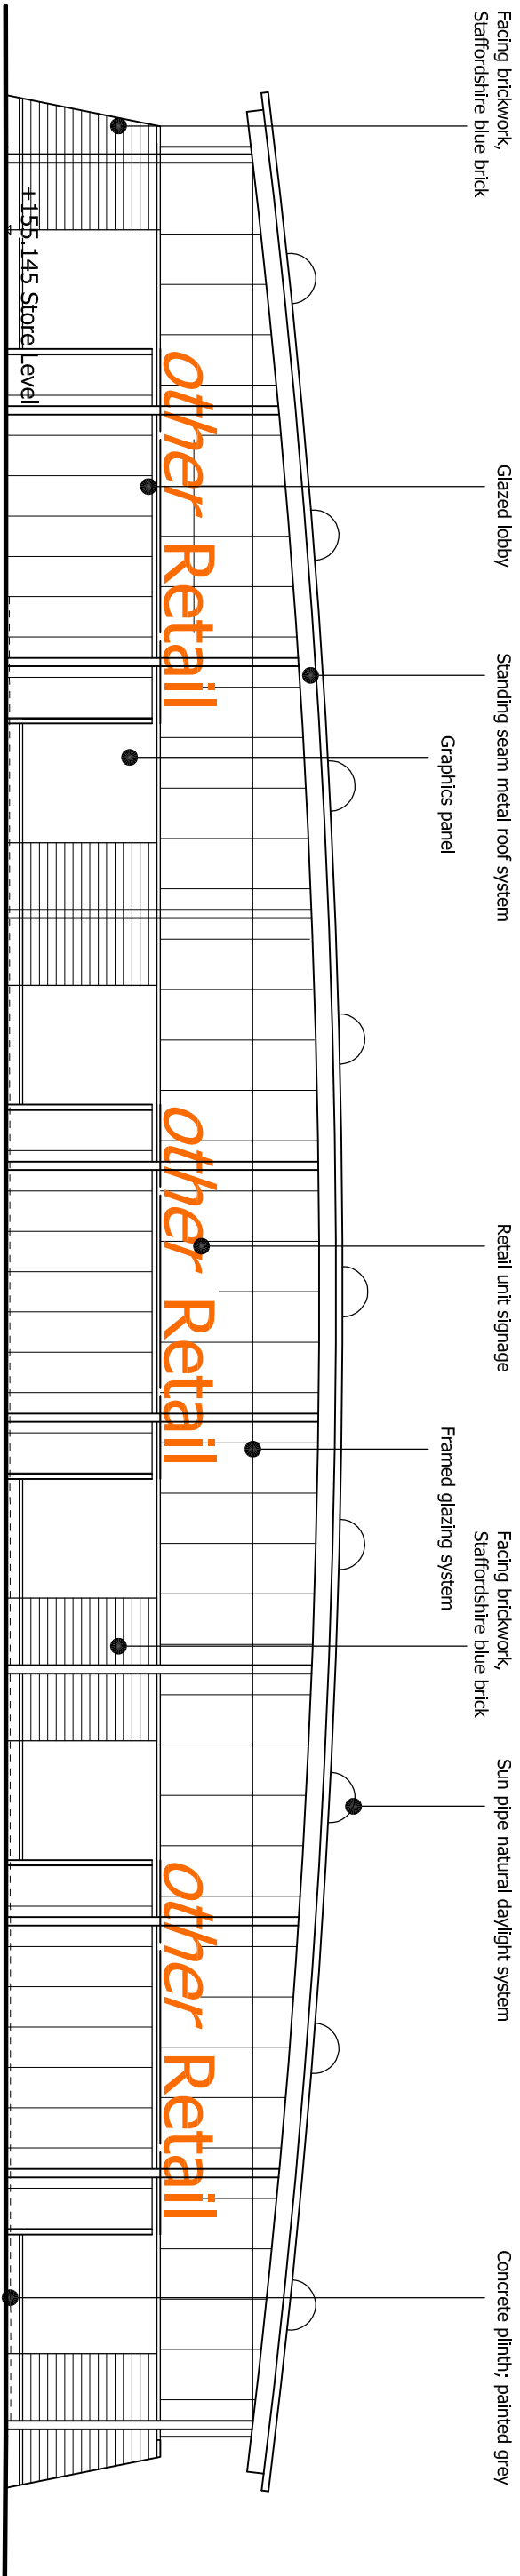 Facing brickwork,
Staffordshire blue brick
Glazed lobby
Standing seam metal roof system
Graphics panel
Retail unit signage
Framed glazing system
Facing brickwork,
Staffordshire blue brick
Sun pipe natural daylight system
Concrete plinth; painted grey
other Retail
other Retail
other Retail
+155.145 Store Level